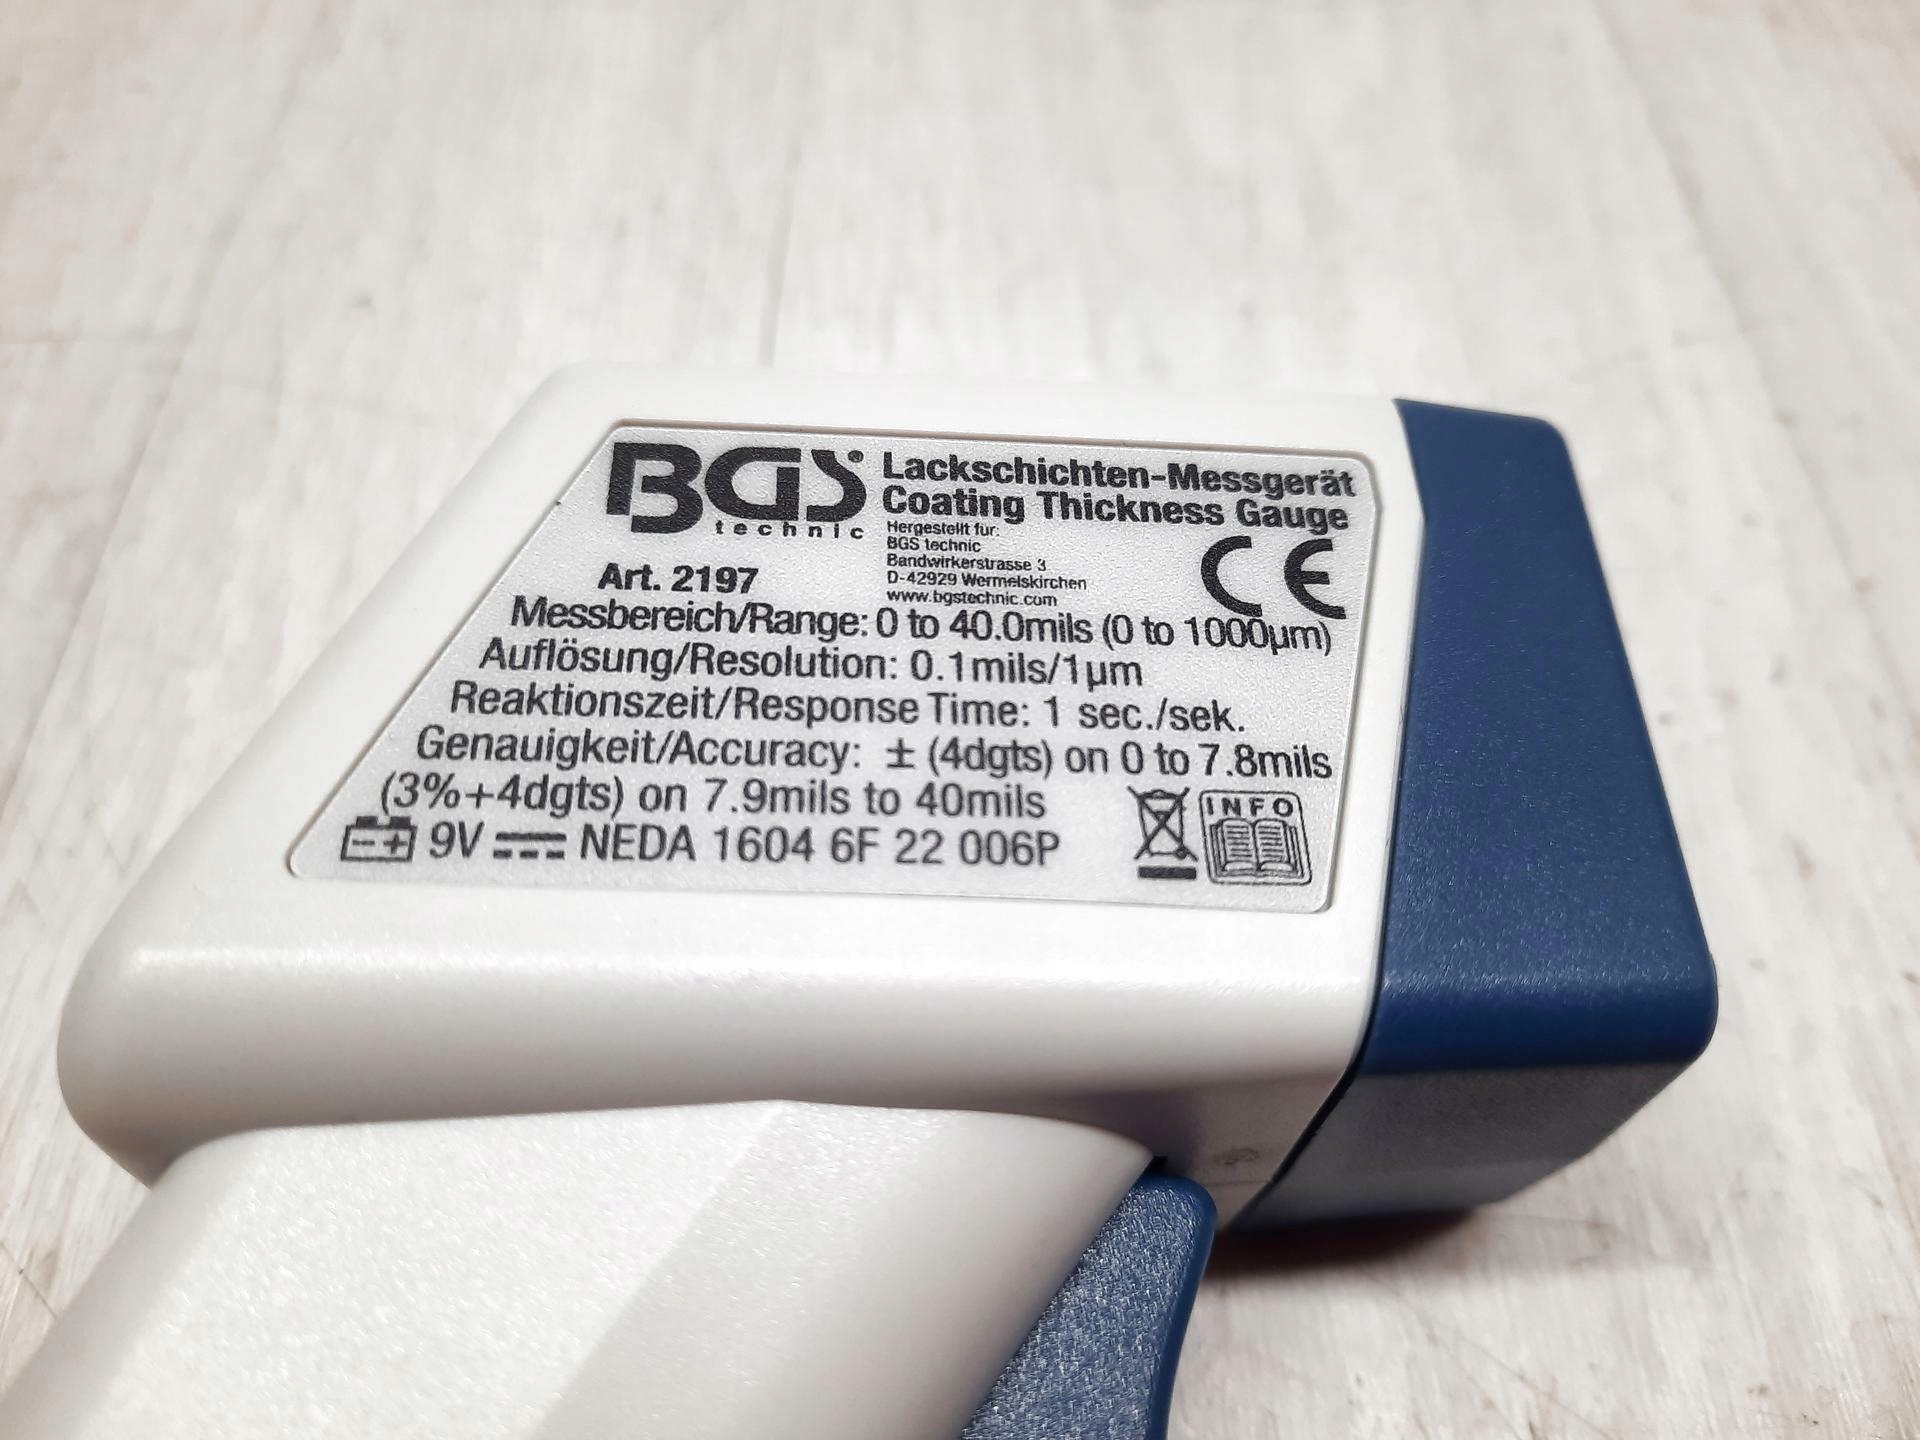 BGS
technic
Lackschichten-Messgerät
Coating Thickness Gauge
Hergestellt für:
BGS technic
Bandwirkerstrasse 3
D-42929 Wermelskirchen
www.bgstechnic.com
CE
Art. 2197
Messbereich/Range: 0 to 40.0mils (0 to 1000µm)
Auflösung/Resolution: 0.1mils/1µm
Reaktionszeit/Response Time: 1 sec./sek.
Genauigkeit/Accuracy: ± (4dgts) on 0 to 7.8mils
(3%+4dgts) on 7.9mils to 40mils
9V NEDA 1604 6F 22 006P
INFO